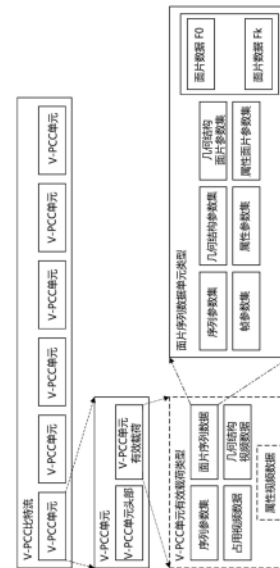 V-PCC比特流
V-PCC单元
V-PCC单元
V-PCC单元
V-PCC单元
V-PCC单元
V-PCC单元
V-PCC单元
V-PCC单元头部
V-PCC单元
有效载荷
V-PCC单元有效载荷类型
序列参数集
面片序列数据
占用视频数据
几何结构
视频数据
属性视频数据
面片序列数据单元类型
序列参数集
几何结构参数集
几何结构
面片参数集
帧参数集
属性参数集
属性面片参数集
面片数据 F0
面片数据 Fk